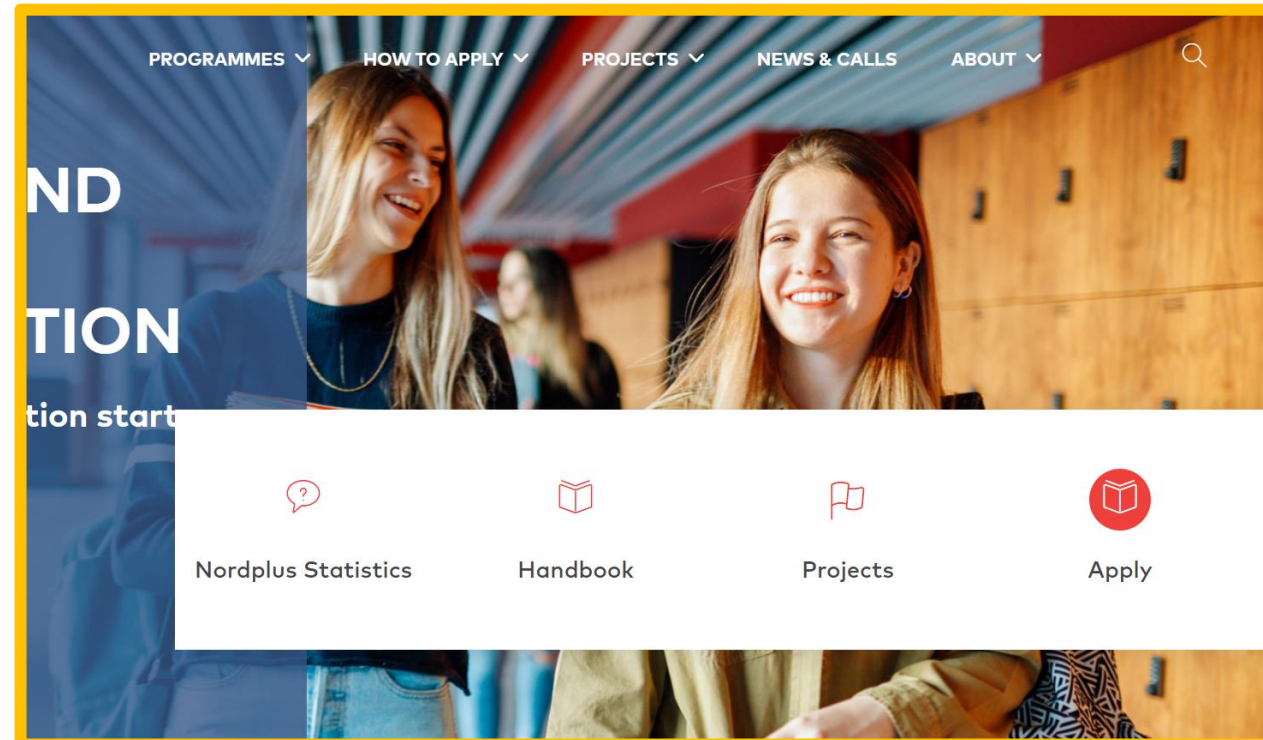 PROGRAMMES HOW TO APPLY PROJECTS NEWS & CALLS ABOUT
ND
TION
tion start
Nordplus Statistics Handbook Projects Apply